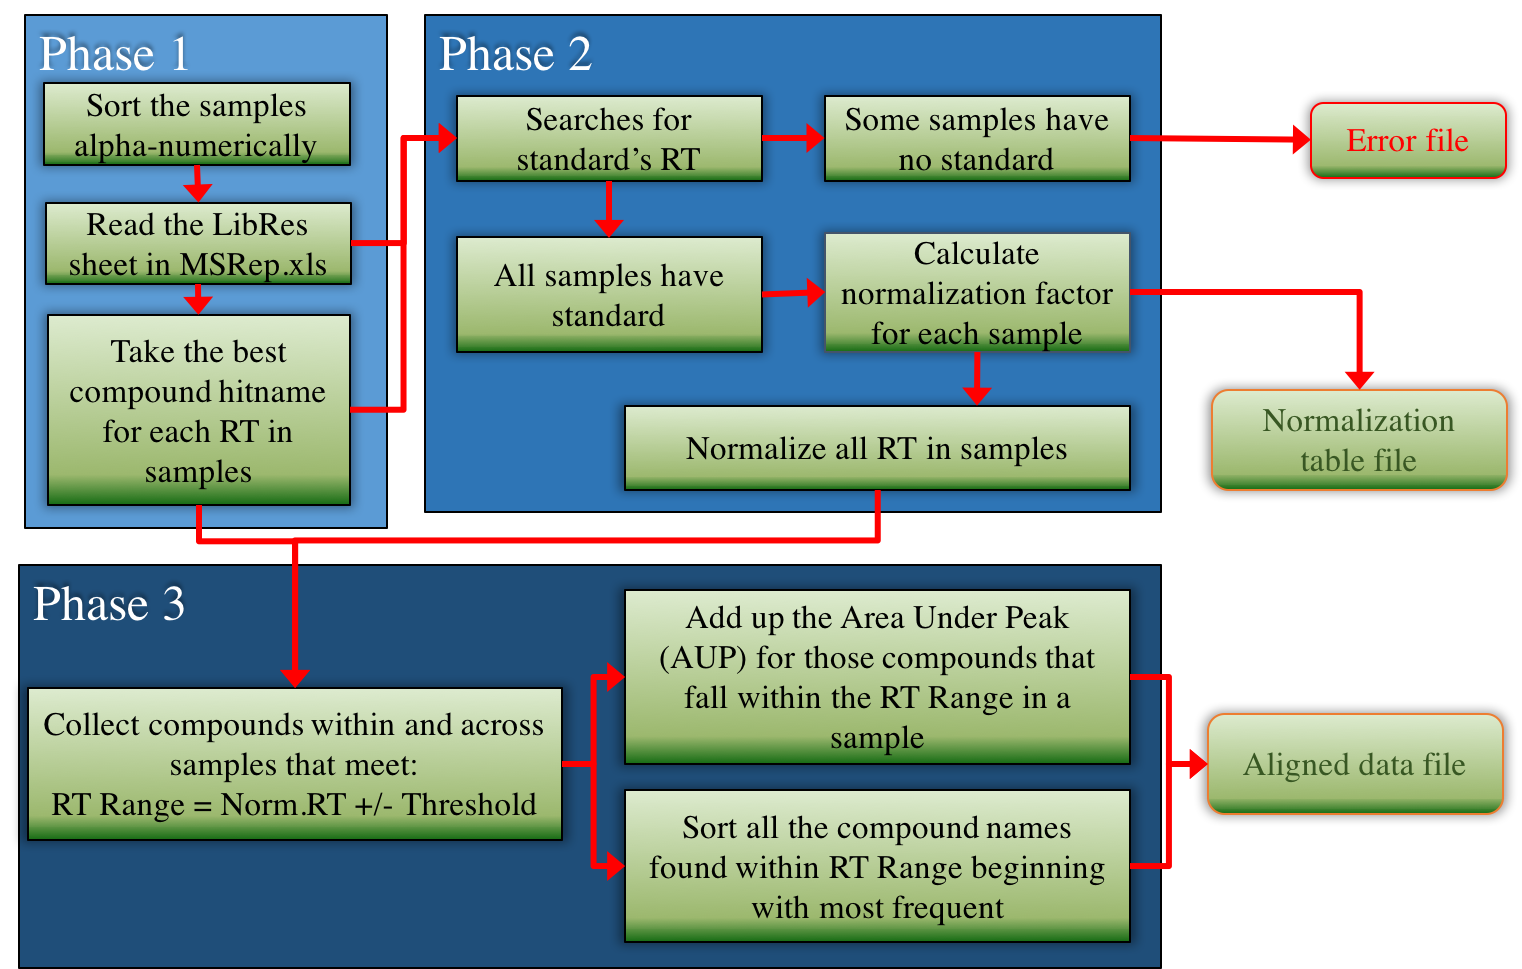 Phase 1
Sort the samples
alpha-numerically
Read the LibRes
sheet in MSRep.xls
Take the best
compound hitname
for each RT in
samples
Phase 2
Searches for
standard’s RT
Some samples have
no standard
Error file
All samples have
standard
Calculate
normalization factor
for each sample
Normalization
table file
Normalize all RT in samples
Phase 3
Collect compounds within and across
samples that meet:
RT Range = Norm.RT +/- Threshold
Add up the Area Under Peak
(AUP) for those compounds that
fall within the RT Range in a
sample
Sort all the compound names
found within RT Range beginning
with most frequent
Aligned data file